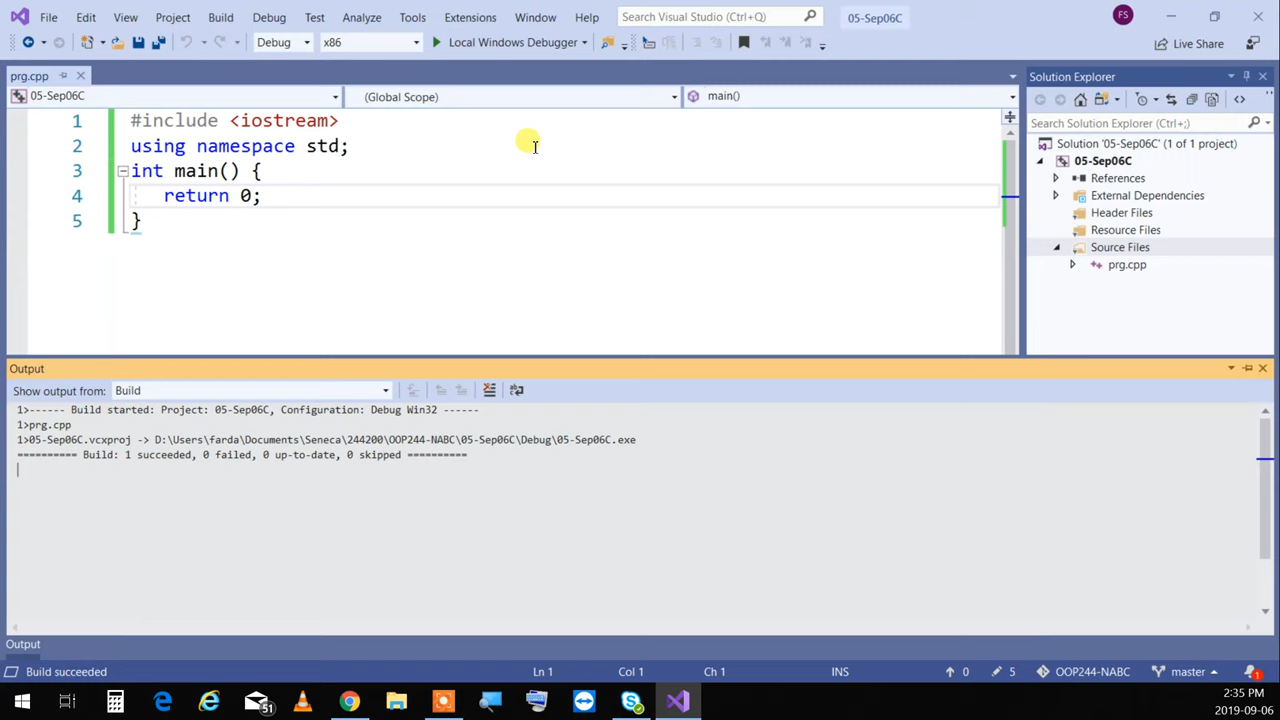 File Edit View Project Build Debug Test Analyze Tools Extensions Window Help Search Visual Studio (Ctrl+Q) 05-Sep06C FS
Debug x86 Local Windows Debugger Live Share
prg.cpp
05-Sep06C (Global Scope) main()
1 #include <iostream>
2 using namespace std;
3 int main() {
4 return 0;
5 }
Solution Explorer
Search Solution Explorer (Ctrl+;)
Solution '05-Sep06C' (1 of 1 project)
05-Sep06C
References
External Dependencies
Header Files
Resource Files
Source Files
prg.cpp
Output
Show output from: Build
1>------ Build started: Project: 05-Sep06C, Configuration: Debug Win32 ------
1>prg.cpp
1>05-Sep06C.vcxproj -> D:\Users\farda\Documents\Seneca\244200\OOP244-NABC\05-Sep06C\Debug\05-Sep06C.exe
========== Build: 1 succeeded, 0 failed, 0 up-to-date, 0 skipped ==========
Output
Build succeeded Ln 1 Col 1 Ch 1 INS 0 5 OOP244-NABC master 1
51
2:35 PM
2019-09-06